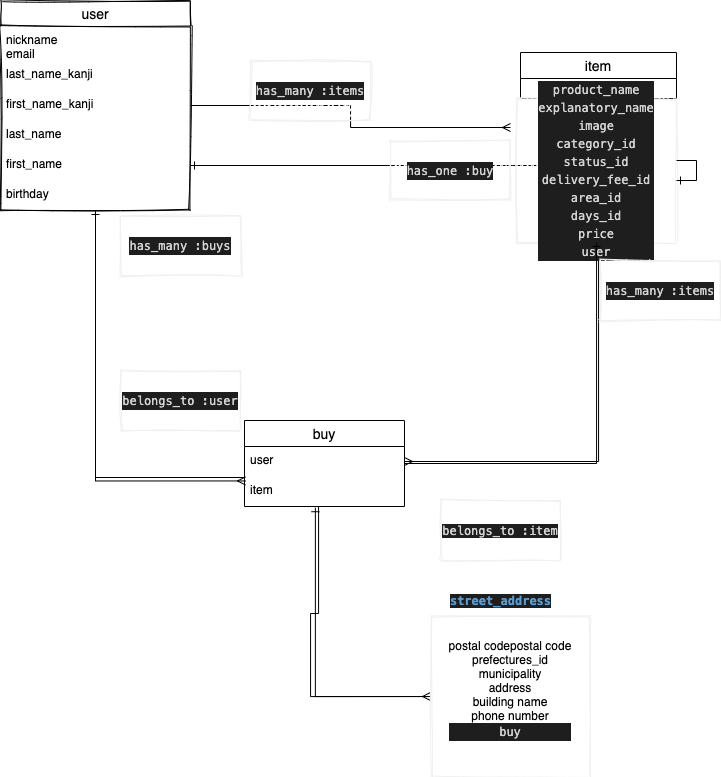 user
nickname
email
last_name_kanji
first_name_kanji
last_name
first_name
birthday
has_many :items
item
product_name
explanatory_name
image
category_id
status_id
delivery_fee_id
area_id
days_id
price
user
has_one :buy
has_many :buys
has_many :items
belongs_to :user
buy
user
item
belongs_to :item
street_address
postal codepostal code
prefectures_id
municipality
address
building name
phone number
buy